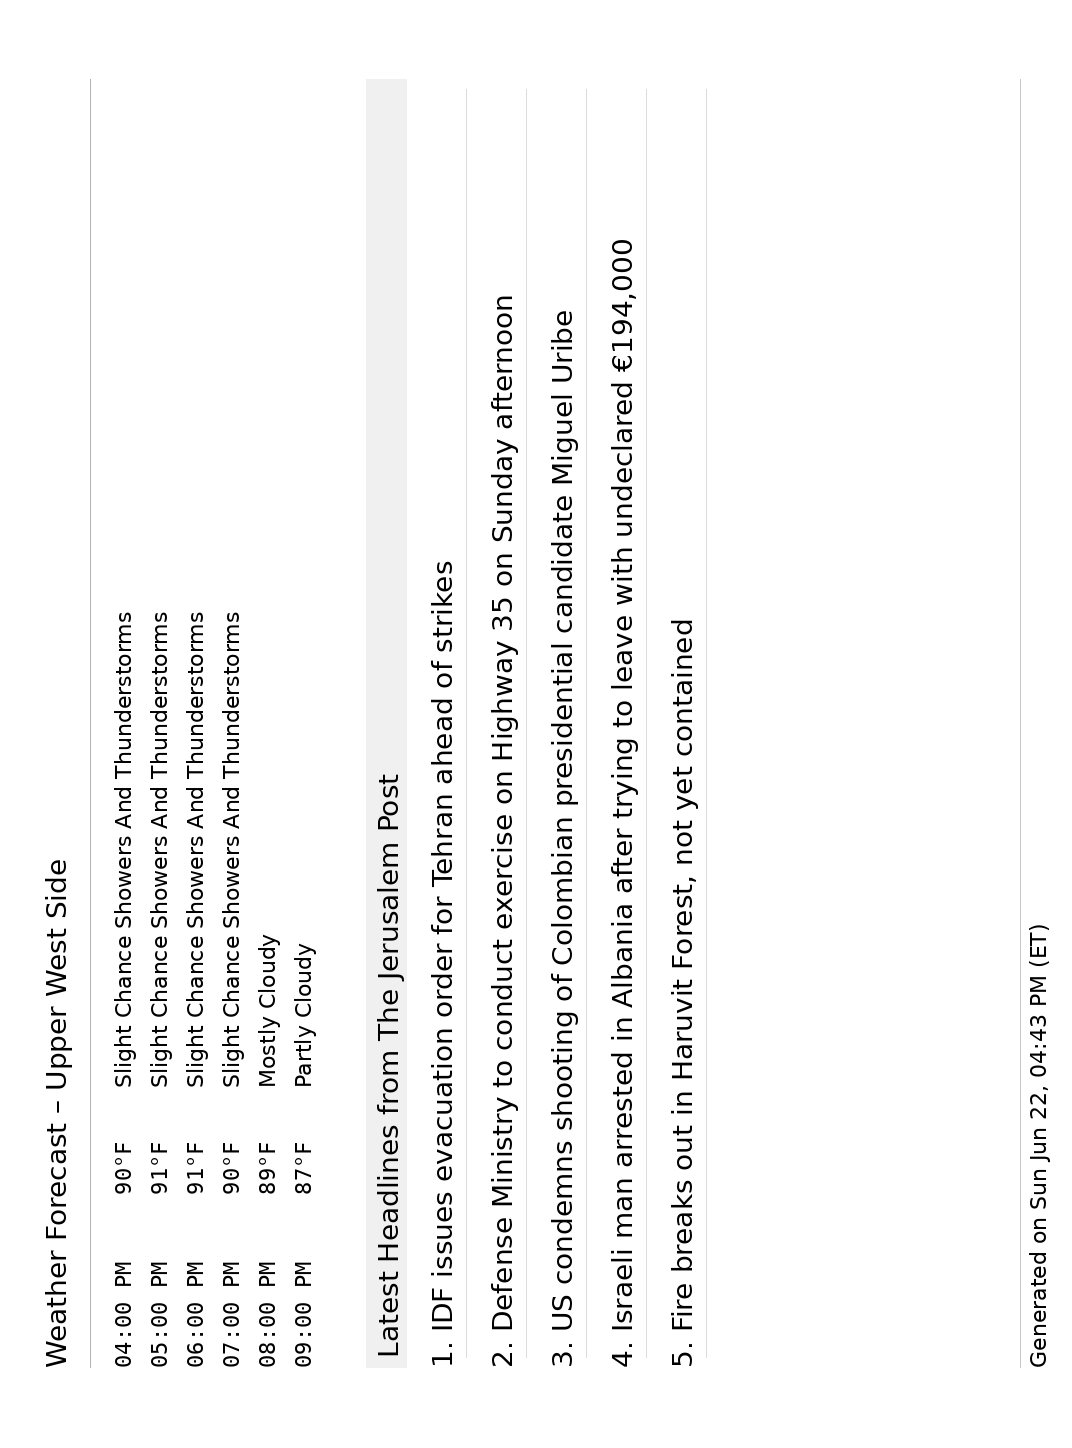 Weather Forecast – Upper West Side
04:00 PM 90°F Slight Chance Showers And Thunderstorms
05:00 PM 91°F Slight Chance Showers And Thunderstorms
06:00 PM 91°F Slight Chance Showers And Thunderstorms
07:00 PM 90°F Slight Chance Showers And Thunderstorms
08:00 PM 89°F Mostly Cloudy
09:00 PM 87°F Partly Cloudy
Latest Headlines from The Jerusalem Post
1. IDF issues evacuation order for Tehran ahead of strikes
2. Defense Ministry to conduct exercise on Highway 35 on Sunday afternoon
3. US condemns shooting of Colombian presidential candidate Miguel Uribe
4. Israeli man arrested in Albania after trying to leave with undeclared €194,000
5. Fire breaks out in Haruvit Forest, not yet contained
Generated on Sun Jun 22, 04:43 PM (ET)